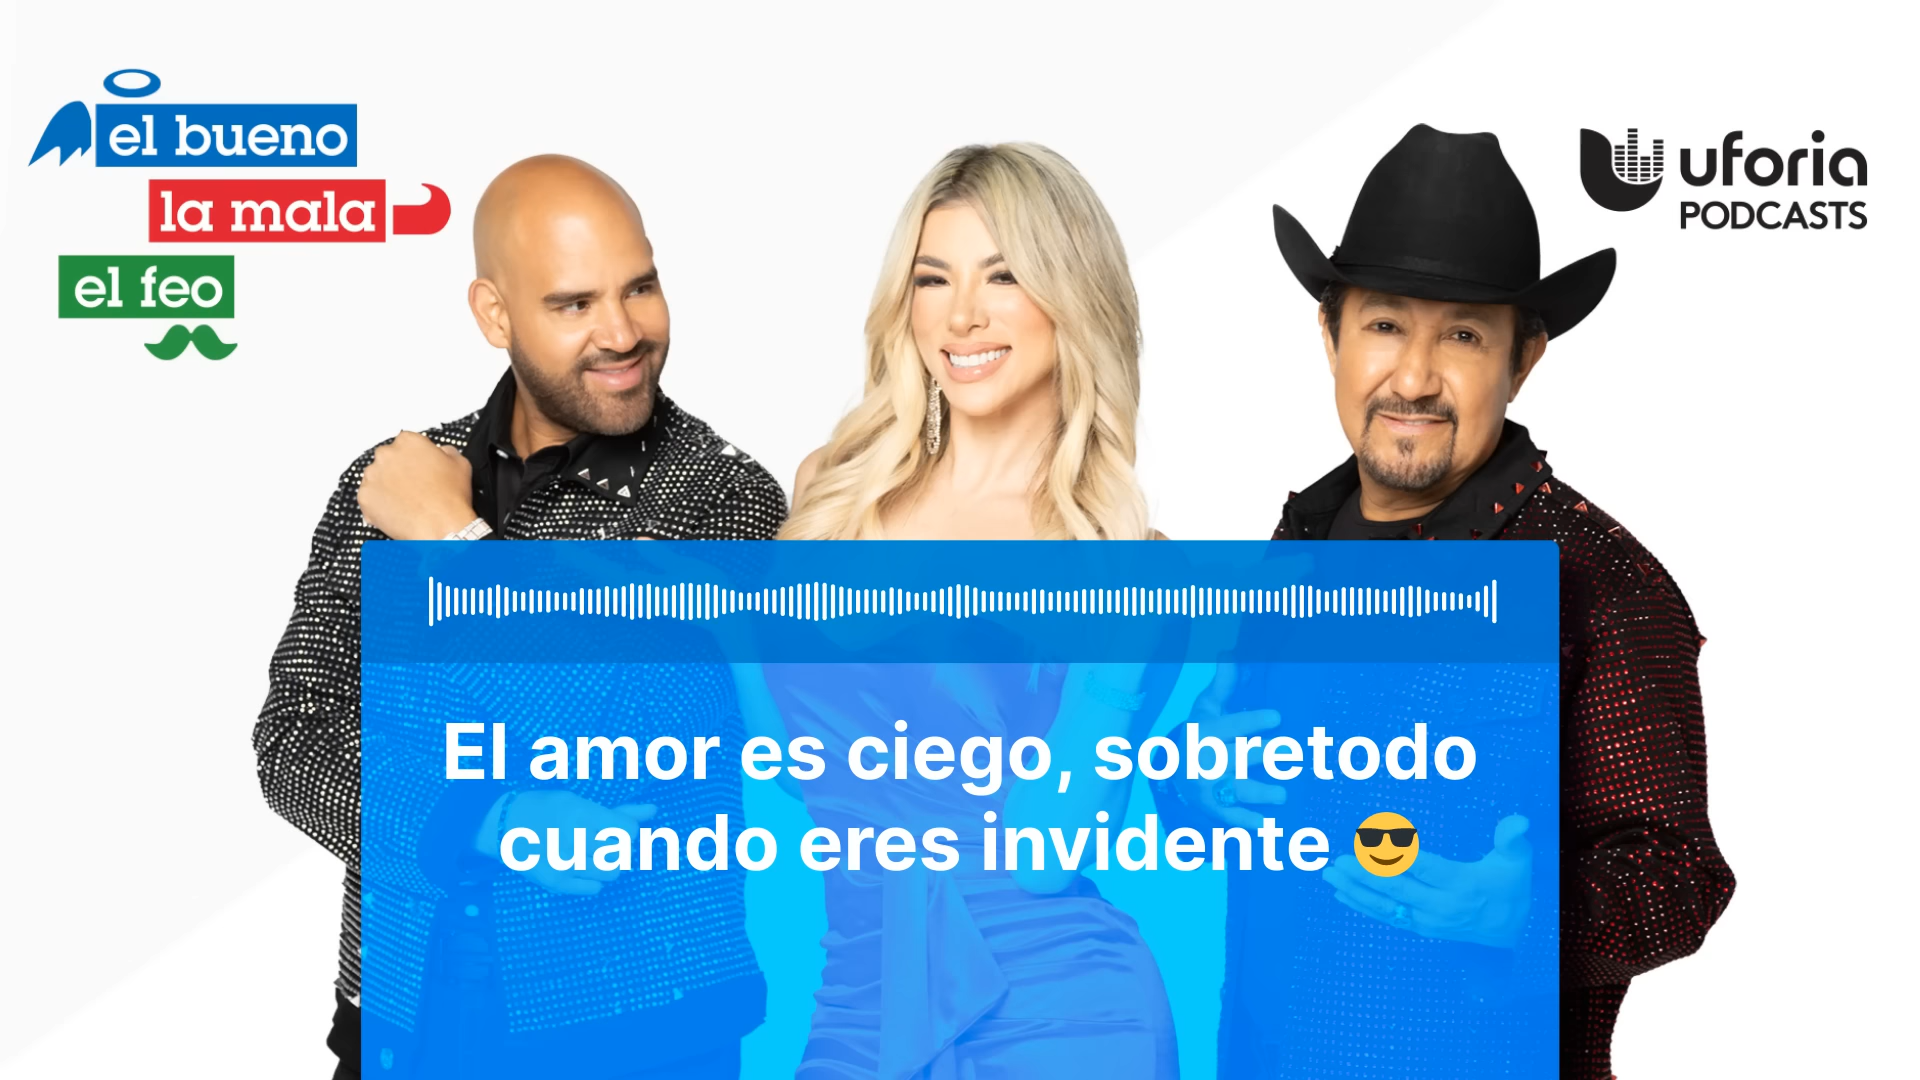 el bueno
la mala
el feo
uforia
PODCASTS
El amor es ciego, sobretodo
cuando eres invidente 😎